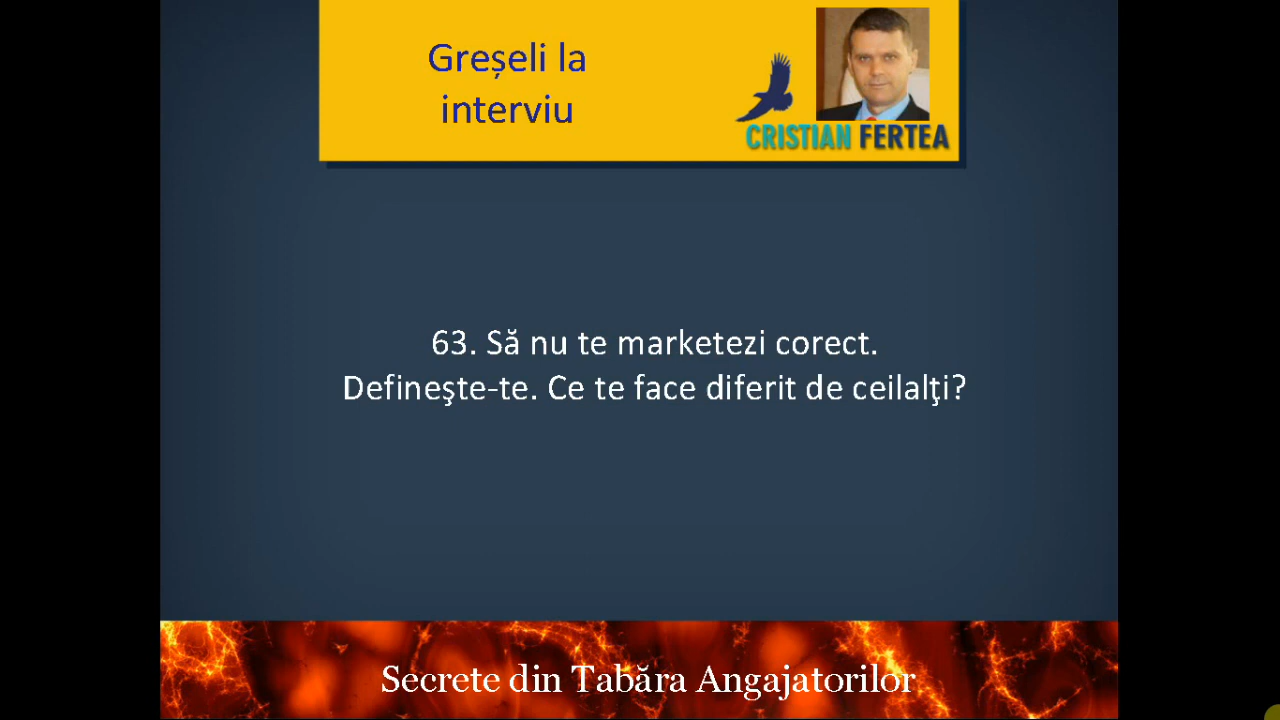 Greșeli la
interviu
CRISTIAN FERTEA
63. Să nu te marketezi corect.
Defineşte-te. Ce te face diferit de ceilalţi?
Secrete din Tabăra Angajatorilor